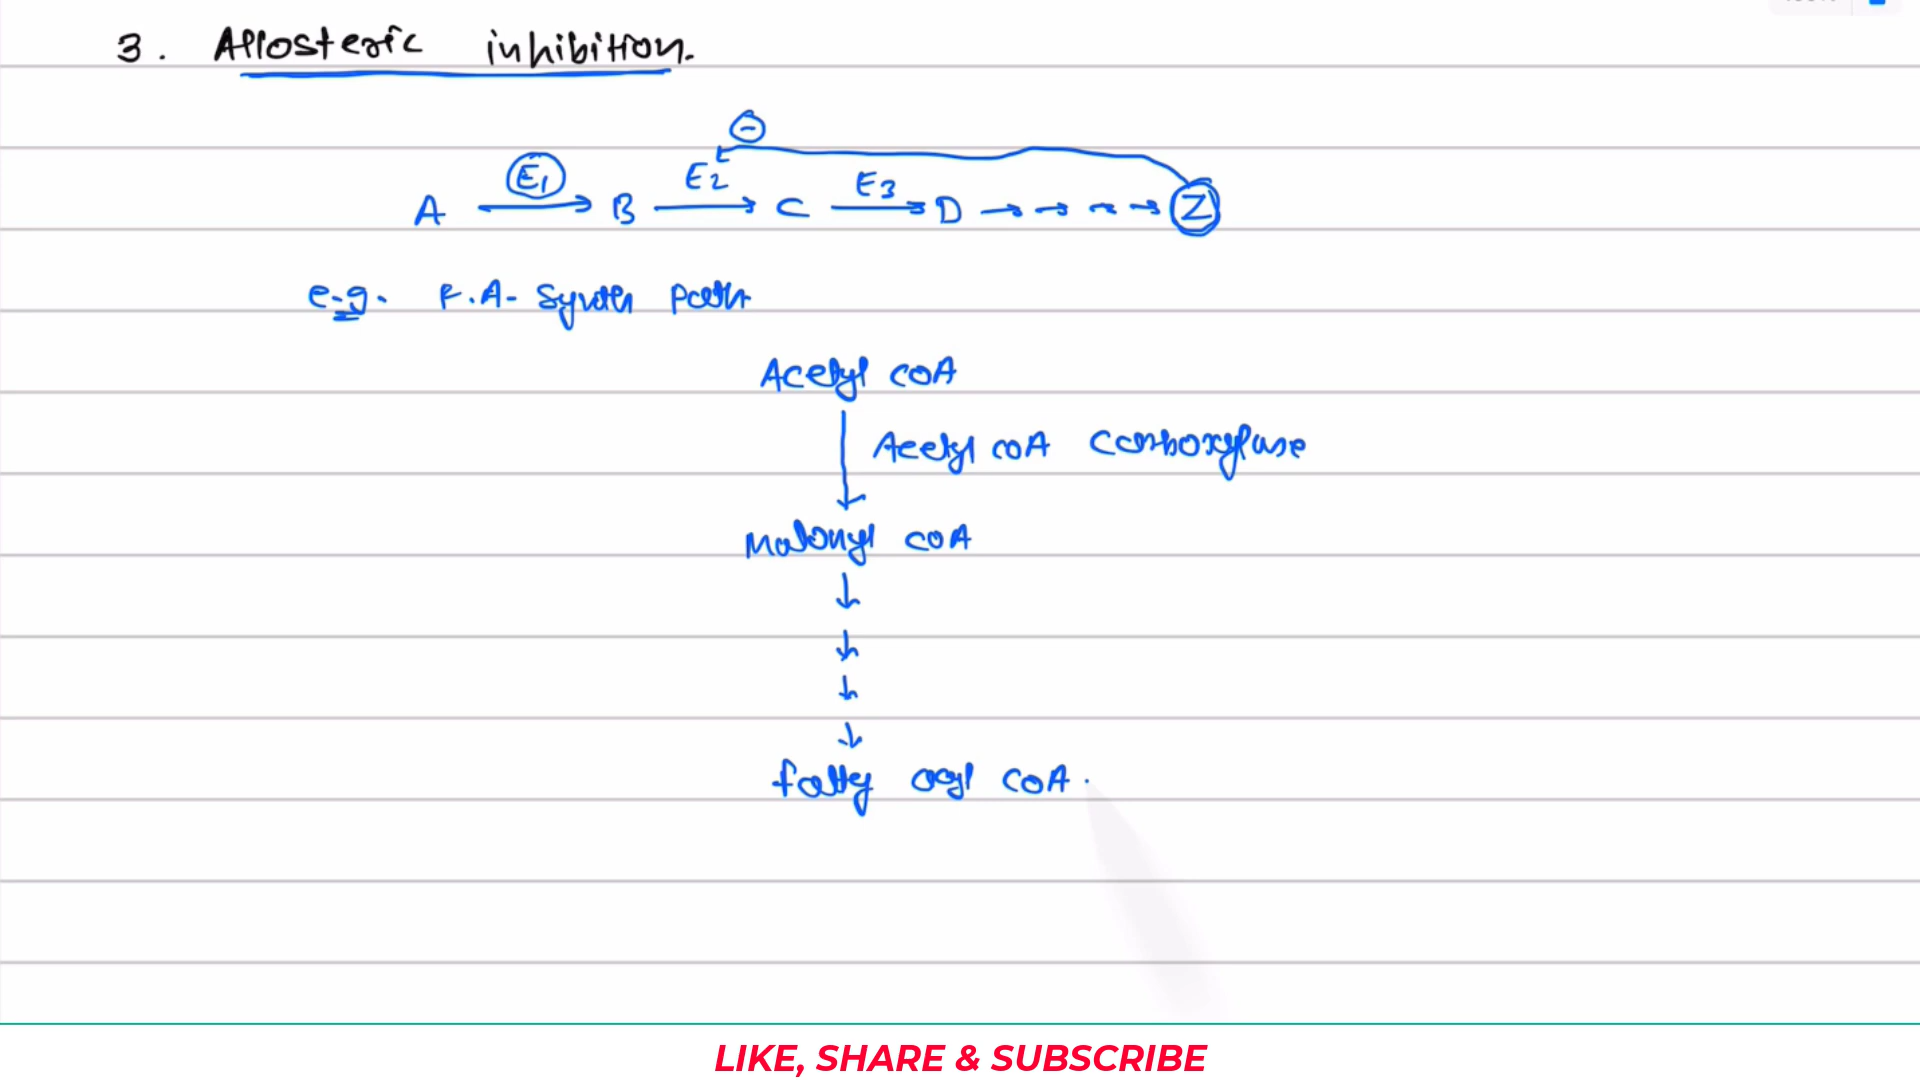 3. Allosteric inhibition.
⊖
A E1 B E2 C E3 D Z
e.g. F.A. Synth Path
Acetyl coA
Acetyl coA Carboxylase
Malonyl coA
fatty acyl coA.
LIKE, SHARE & SUBSCRIBE